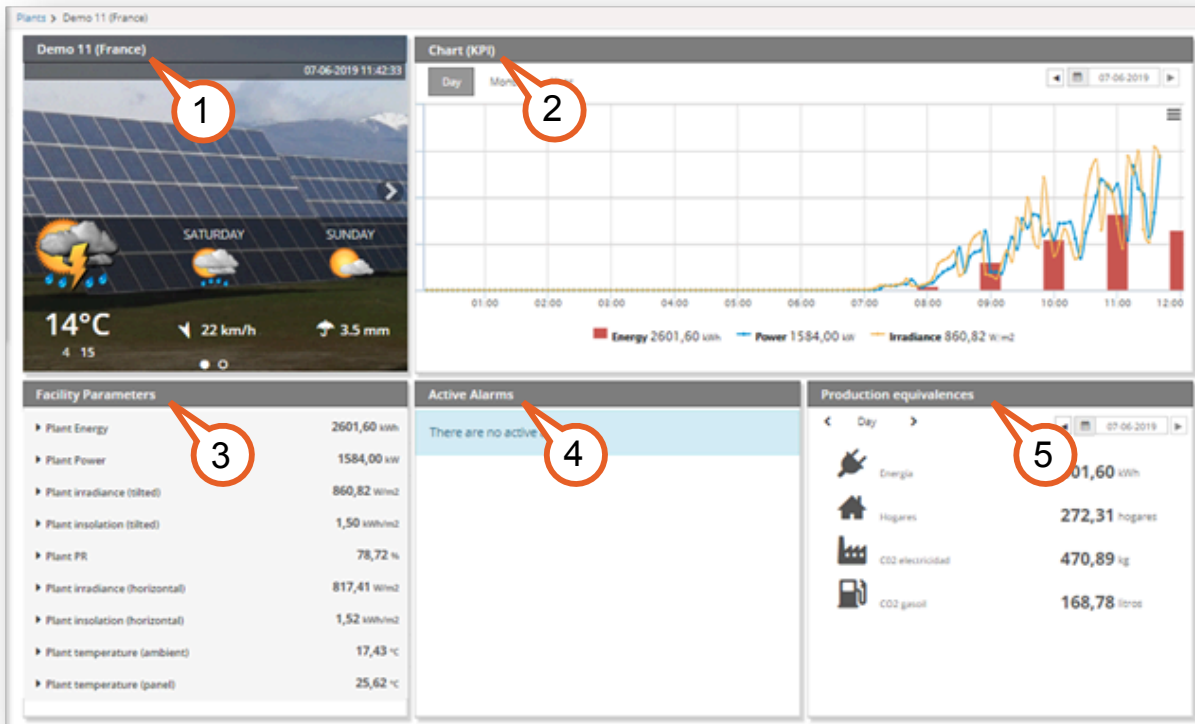 Plants > Demo 11 (France)
Demo 11 (France)
07-06-2019 11:42:33
1
SATURDAY
SUNDAY
14°C
22 km/h
3.5 mm
4 15
Chart (KPI)
2
Day
07-06-2019
01:00 02:00 03:00 04:00 05:00 06:00 07:00 08:00 09:00 10:00 11:00 12:00
Energy 2601,60 kWh Power 1584,00 kW Irradiance 860,82 W/m2
Facility Parameters
3
Plant Energy 2601,60 kWh
Plant Power 1584,00 kW
Plant irradiance (tilted) 860,82 W/m2
Plant insolation (tilted) 1,50 kWh/m2
Plant PR 78,72 %
Plant irradiance (horizontal) 817,41 W/m2
Plant insolation (horizontal) 1,52 kWh/m2
Plant temperature (ambient) 17,43 °C
Plant temperature (panel) 25,62 °C
Active Alarms
4
There are no active
Production equivalences
5
Day
07-06-2019
Energía 01,60 kWh
Hogares 272,31 hogares
C02 electricidad 470,89 kg
CO2 gasoil 168,78 litros